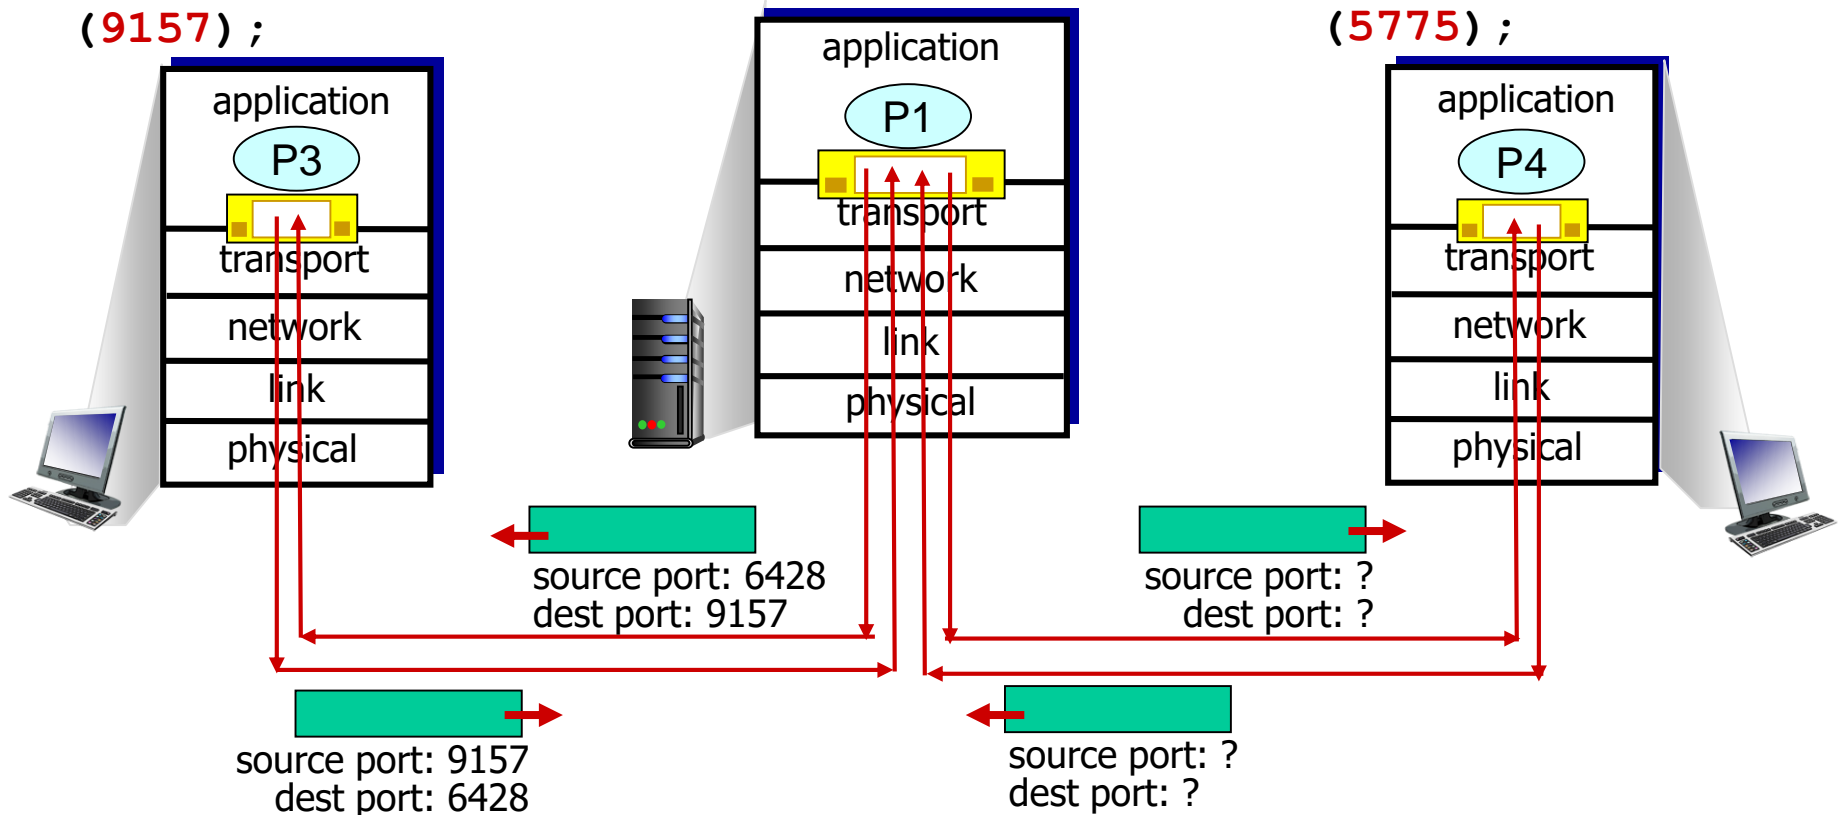 (9157);
application
P3
transport
network
link
physical
application
P1
transport
network
link
physical
(5775);
application
P4
transport
network
link
physical
source port: 6428
dest port: 9157
source port: ?
dest port: ?
source port: 9157
dest port: 6428
source port: ?
dest port: ?